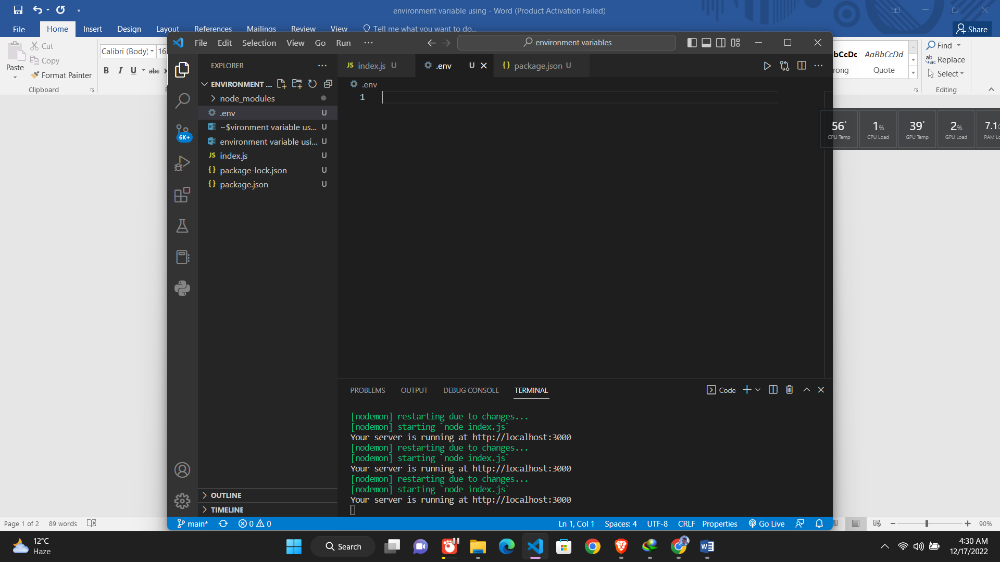 environment variable using - Word (Product Activation Failed)
File Home Insert Design Layout References Mailings Review View Tell me what you want to do...
Share
Paste
Cut
Copy
Format Painter
Clipboard
Calibri (Body) 16
B I U abc
AaBbCcDd
Quote
Find
Replace
Select
Editing
File Edit Selection View Go Run ···
environment variables
EXPLORER
JS index.js U
.env U
{} package.json U
ENVIRONMENT ...
.env
node_modules
1
.env U
~$vironment variable us... U
environment variable usi... U
JS index.js U
{} package-lock.json U
{} package.json U
6K+
56° CPU Temp
1% CPU Load
39° GPU Temp
2% GPU Load
PROBLEMS OUTPUT DEBUG CONSOLE TERMINAL
Code
[nodemon] restarting due to changes...
[nodemon] starting `node index.js`
Your server is running at http://localhost:3000
[nodemon] restarting due to changes...
[nodemon] starting `node index.js`
Your server is running at http://localhost:3000
[nodemon] restarting due to changes...
[nodemon] starting `node index.js`
Your server is running at http://localhost:3000
OUTLINE
TIMELINE
Page 1 of 2 89 words
main* 0 0
Ln 1, Col 1 Spaces: 4 UTF-8 CRLF Properties Go Live
90%
12°C
Haze
Search
4:30 AM
12/17/2022